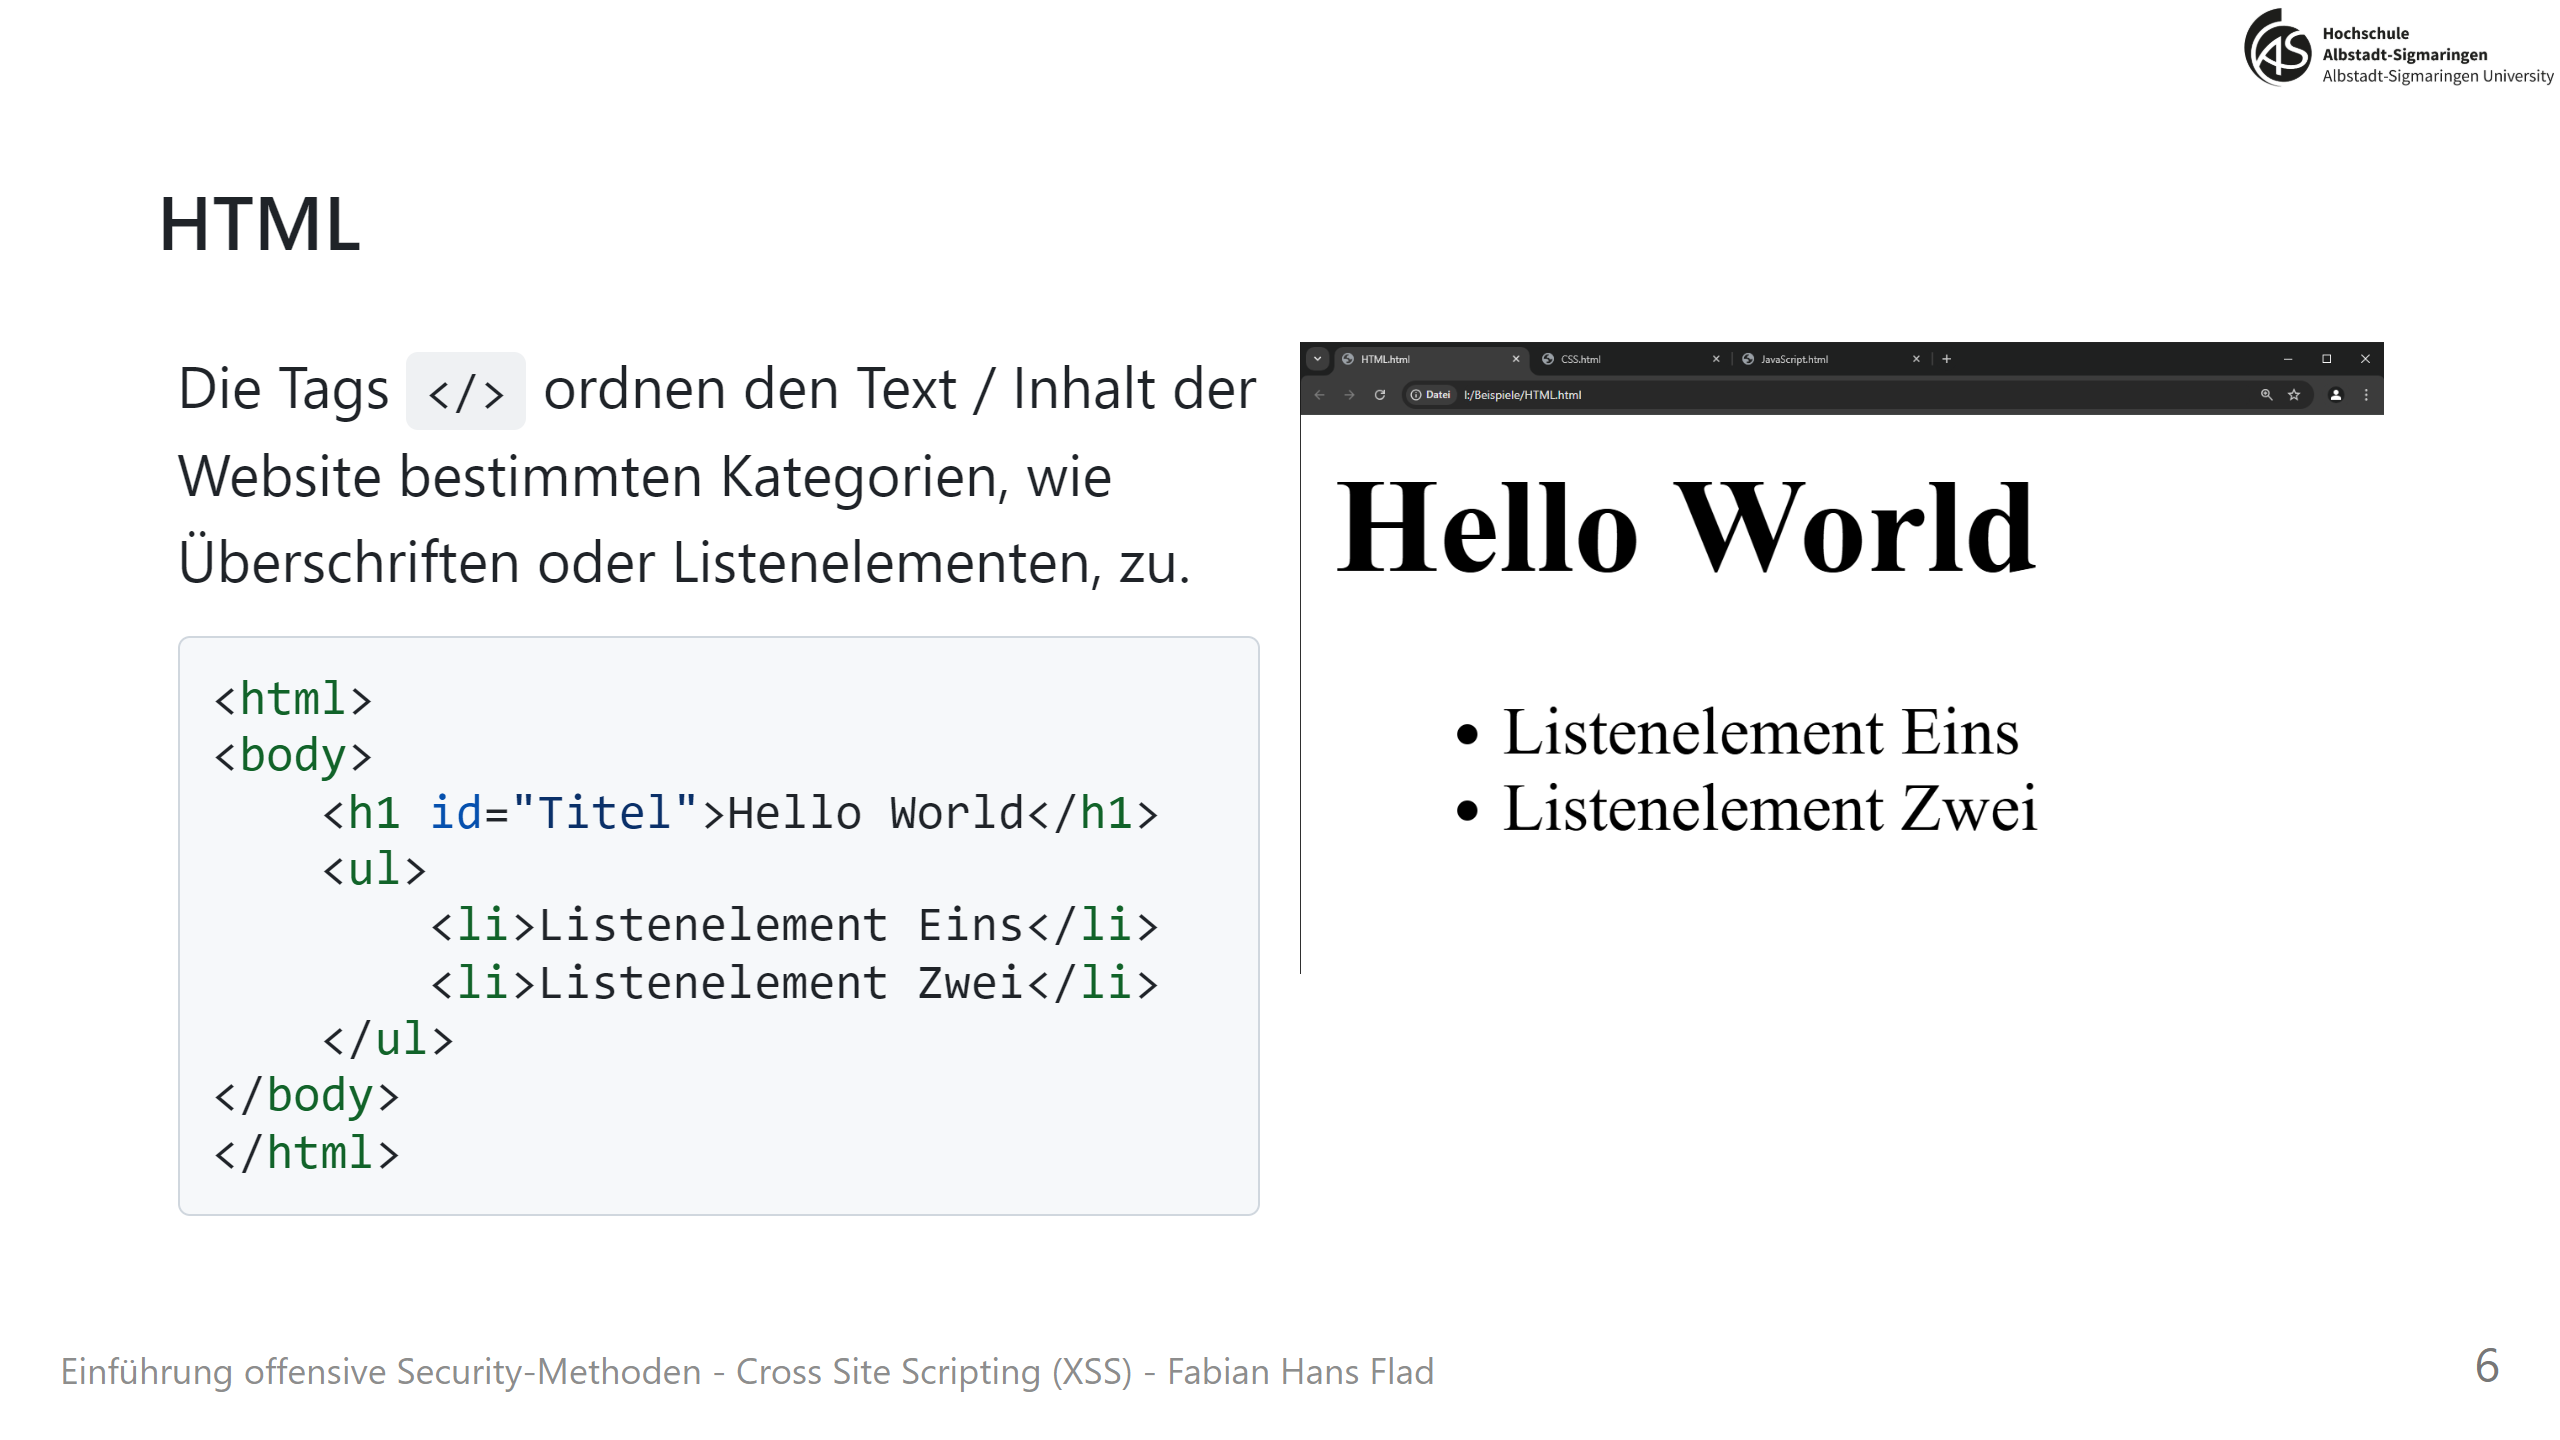 Hochschule
Albstadt-Sigmaringen
Albstadt-Sigmaringen University
HTML
Die Tags </> ordnen den Text / Inhalt der
Website bestimmten Kategorien, wie
Überschriften oder Listenelementen, zu.
<html>
<body>
    <h1 id="Titel">Hello World</h1>
    <ul>
        <li>Listenelement Eins</li>
        <li>Listenelement Zwei</li>
    </ul>
</body>
</html>
HTML.html
CSS.html
JavaScript.html
Datei I:/Beispiele/HTML.html
Hello World
• Listenelement Eins
• Listenelement Zwei
Einführung offensive Security-Methoden - Cross Site Scripting (XSS) - Fabian Hans Flad
6